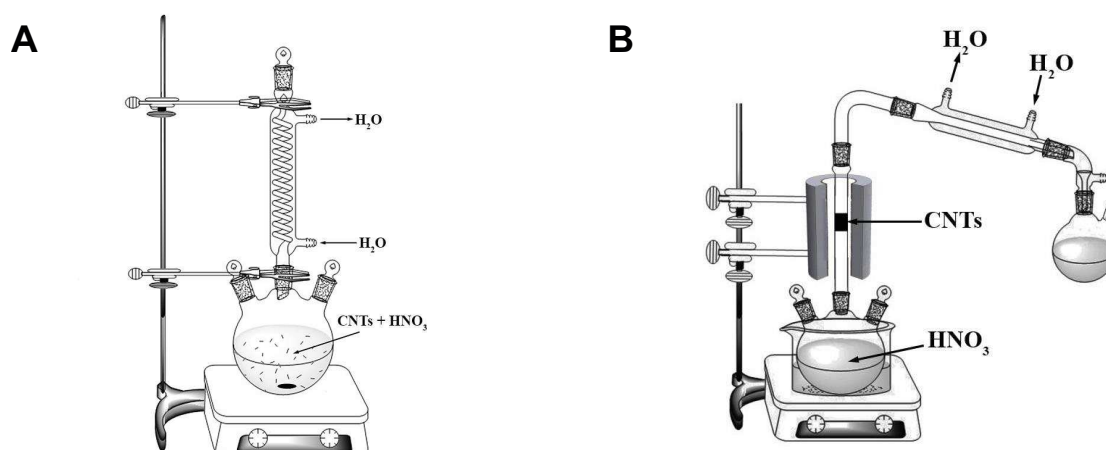 A
H₂O
H₂O
CNTs + HNO₃
B
H₂O
H₂O
CNTs
HNO₃